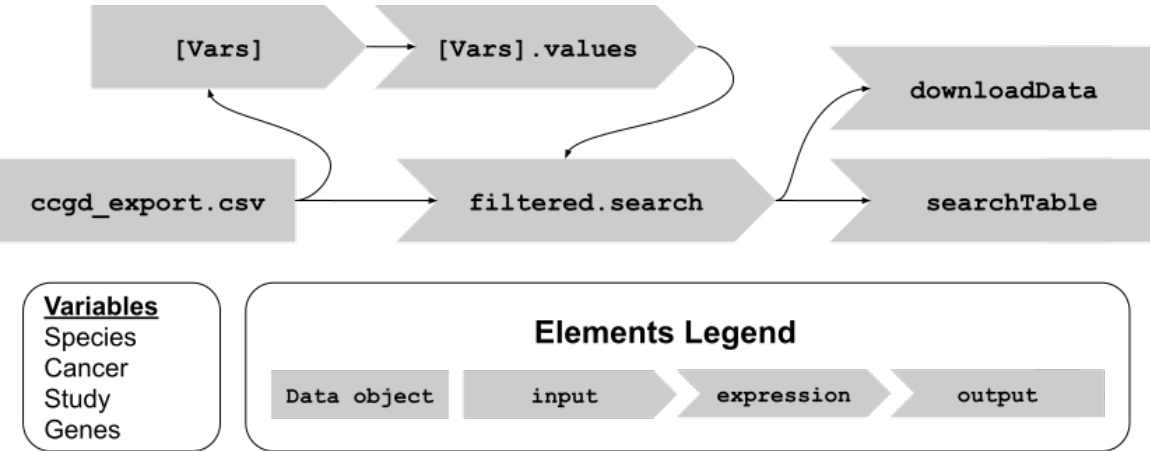 [Vars]
[Vars].values
downloadData
ccgd_export.csv
filtered.search
searchTable
Variables
Species
Cancer
Study
Genes
Elements Legend
Data object
input
expression
output